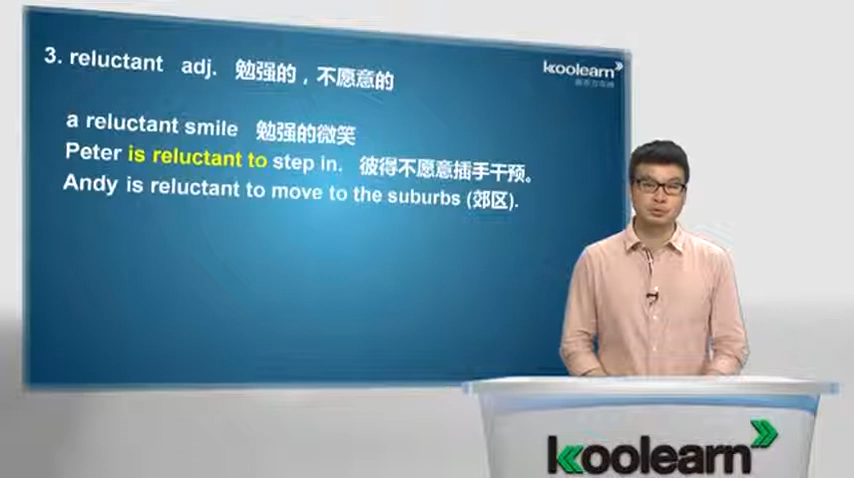 3. reluctant adj. 勉强的，不愿意的
koolearn
a reluctant smile 勉强的微笑
Peter is reluctant to step in. 彼得不愿意插手干预。
Andy is reluctant to move to the suburbs (郊区).
koolearn